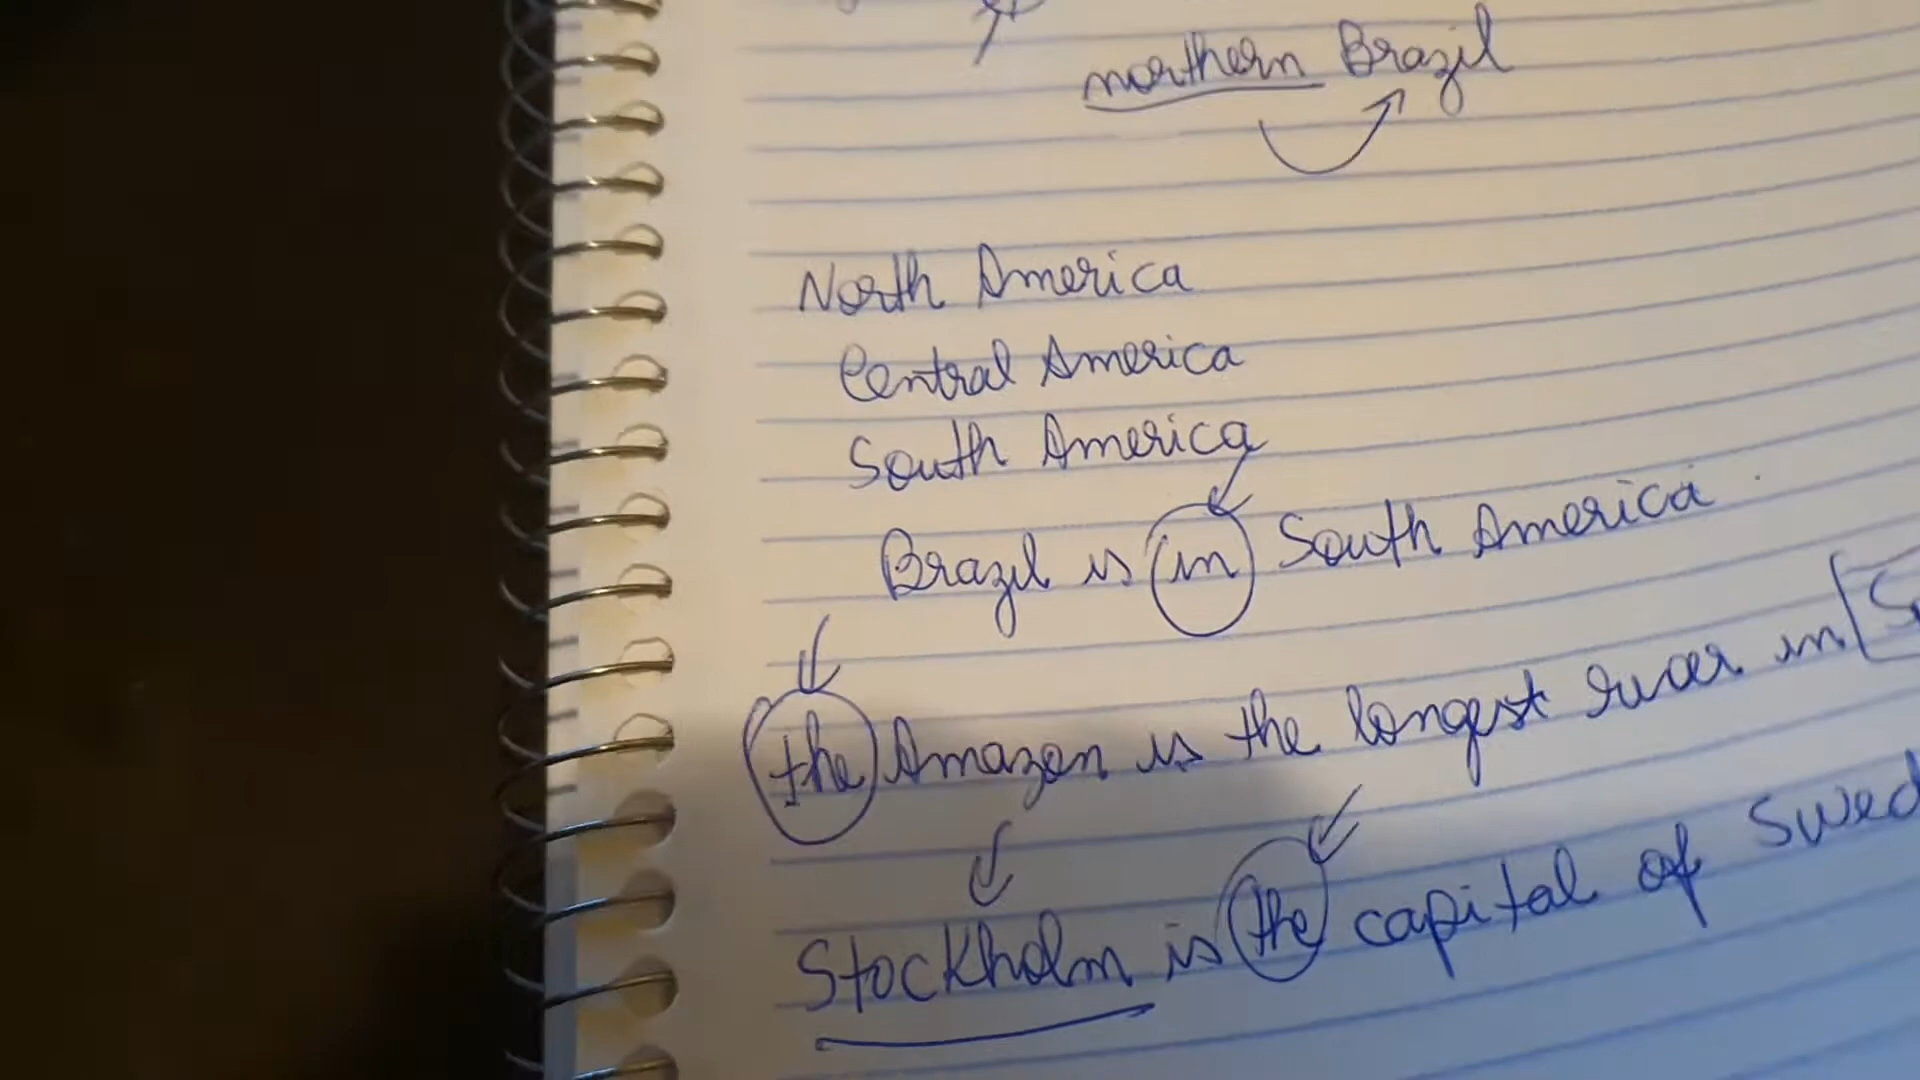 northern Brazil
North America
Central America
South America
Brazil is in South America
the Amazon is the longest river in
Stockholm is the capital of Swed